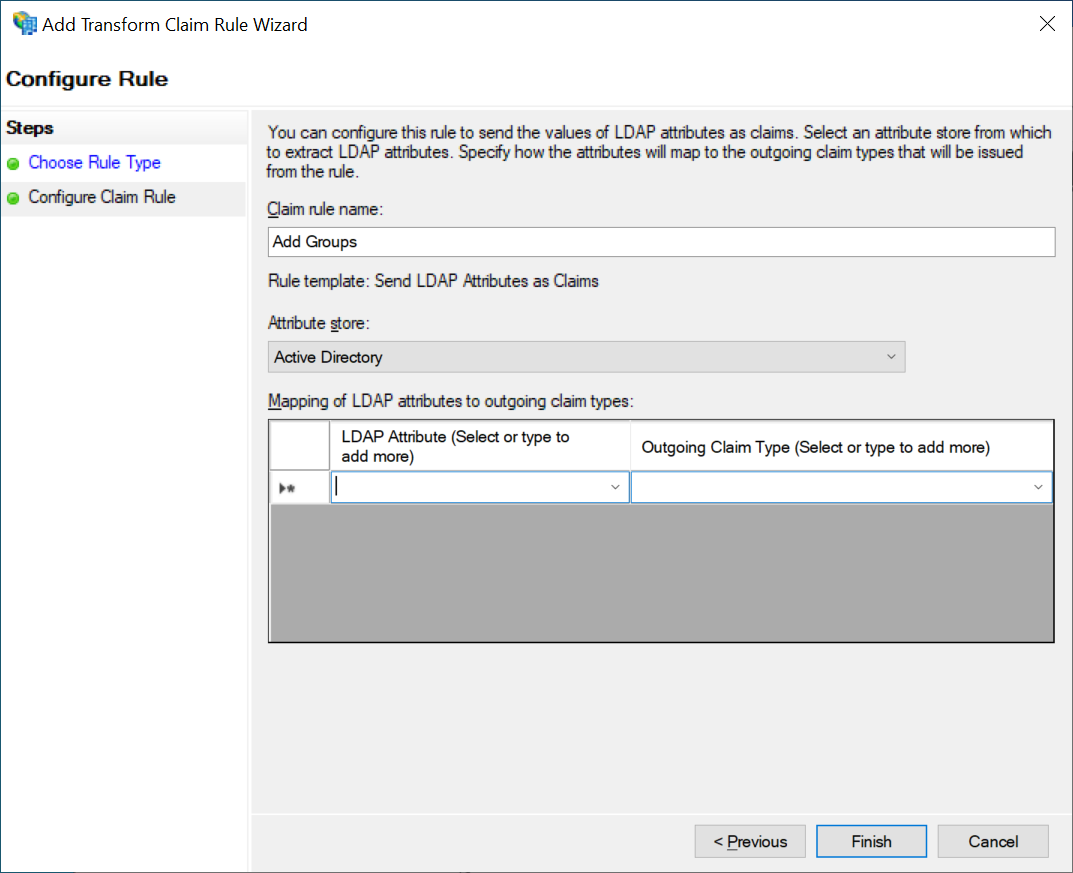 Add Transform Claim Rule Wizard
Configure Rule
Steps
Choose Rule Type
Configure Claim Rule
You can configure this rule to send the values of LDAP attributes as claims. Select an attribute store from which
to extract LDAP attributes. Specify how the attributes will map to the outgoing claim types that will be issued
from the rule.
Claim rule name:
Add Groups
Rule template: Send LDAP Attributes as Claims
Attribute store:
Active Directory
Mapping of LDAP attributes to outgoing claim types:
LDAP Attribute (Select or type to
add more)
Outgoing Claim Type (Select or type to add more)
< Previous
Finish
Cancel